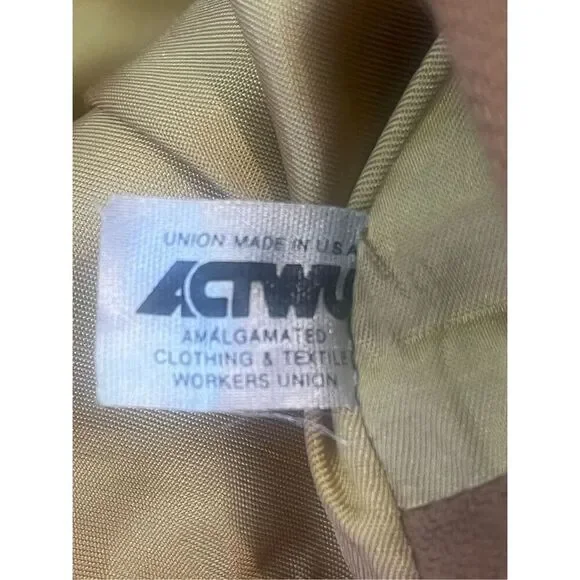 UNION MADE IN U.S.A
ACTWU
AMALGAMATED
CLOTHING & TEXTILE
WORKERS UNION